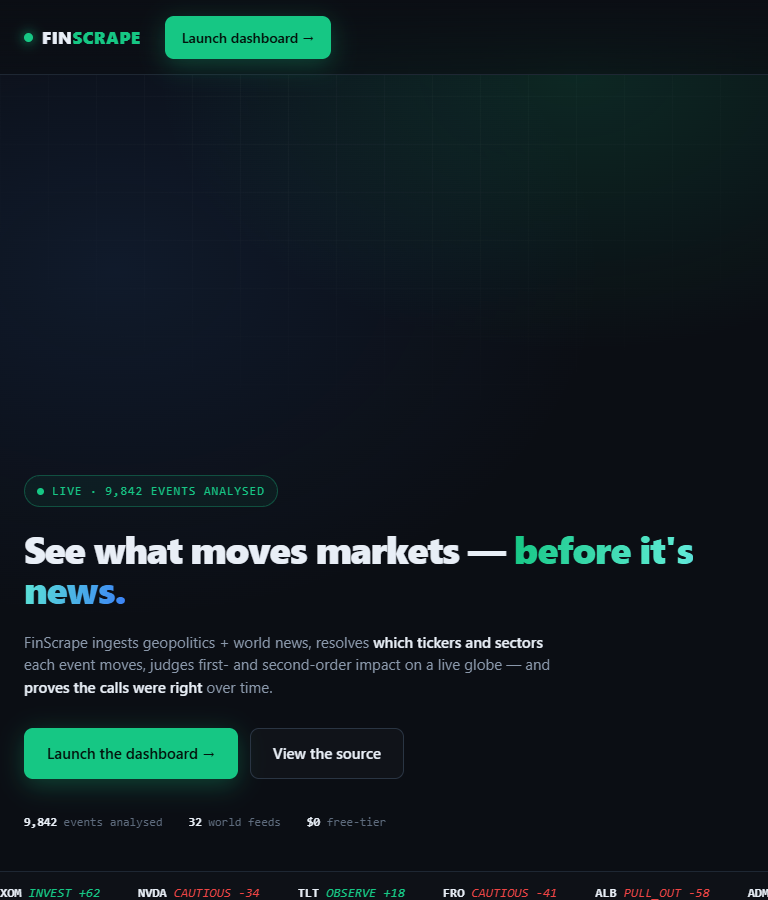 FINSCRAPE
Launch dashboard →
LIVE · 9,842 EVENTS ANALYSED
See what moves markets — before it's
news.
FinScrape ingests geopolitics + world news, resolves which tickers and sectors
each event moves, judges first- and second-order impact on a live globe — and
proves the calls were right over time.
Launch the dashboard →
View the source
9,842 events analysed 32 world feeds $0 free-tier
XOM INVEST +62 NVDA CAUTIOUS -34 TLT OBSERVE +18 FRO CAUTIOUS -41 ALB PULL_OUT -58 ADM